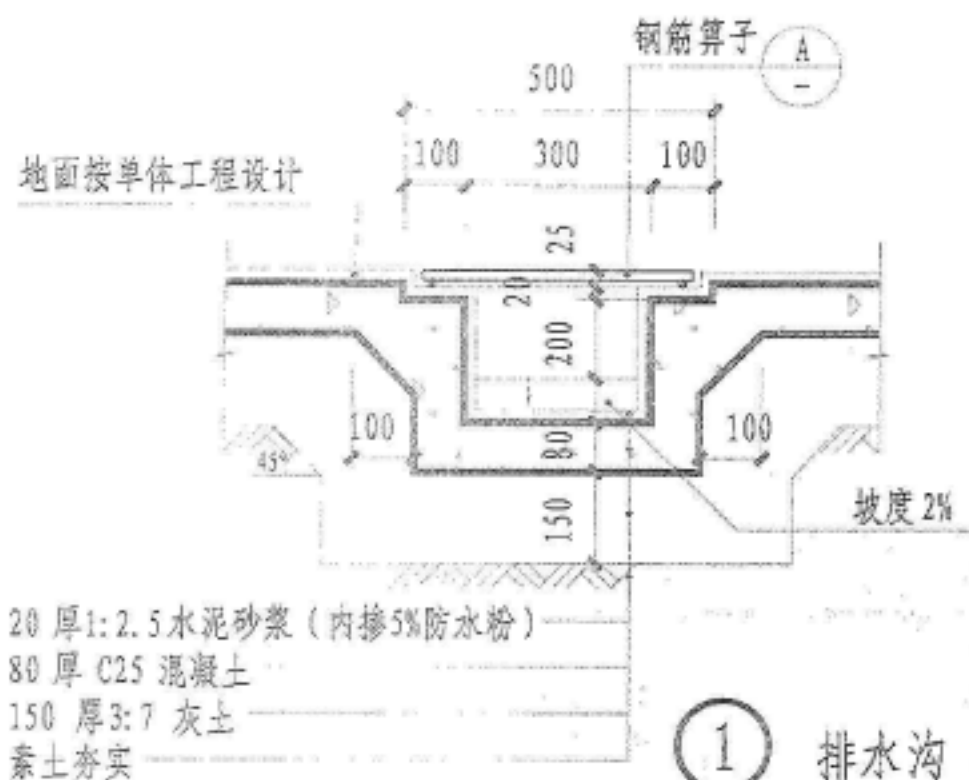 钢筋箅子
A
-
500
100 300 100
地面按单体工程设计
25
20
200
100 80 100
45°
150
坡度 2%
20 厚1:2.5水泥砂浆（内掺5%防水粉）
80 厚 C25 混凝土
150 厚3:7 灰土
素土夯实
1 排水沟